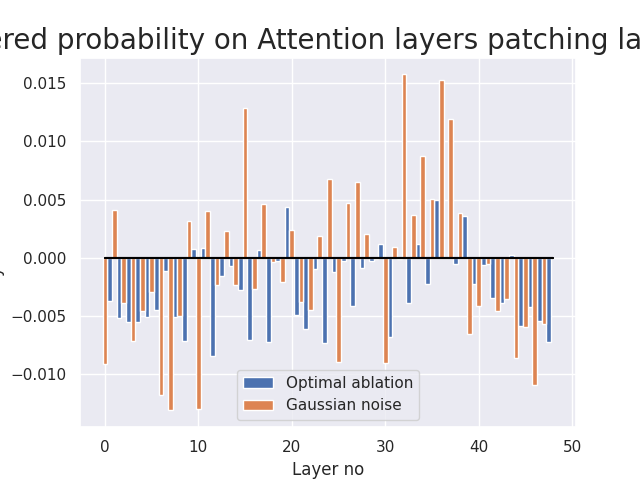 ered probability on Attention layers patching la
0.015
0.010
0.005
0.000
−0.005
−0.010
Optimal ablation
Gaussian noise
0 10 20 30 40 50
Layer no